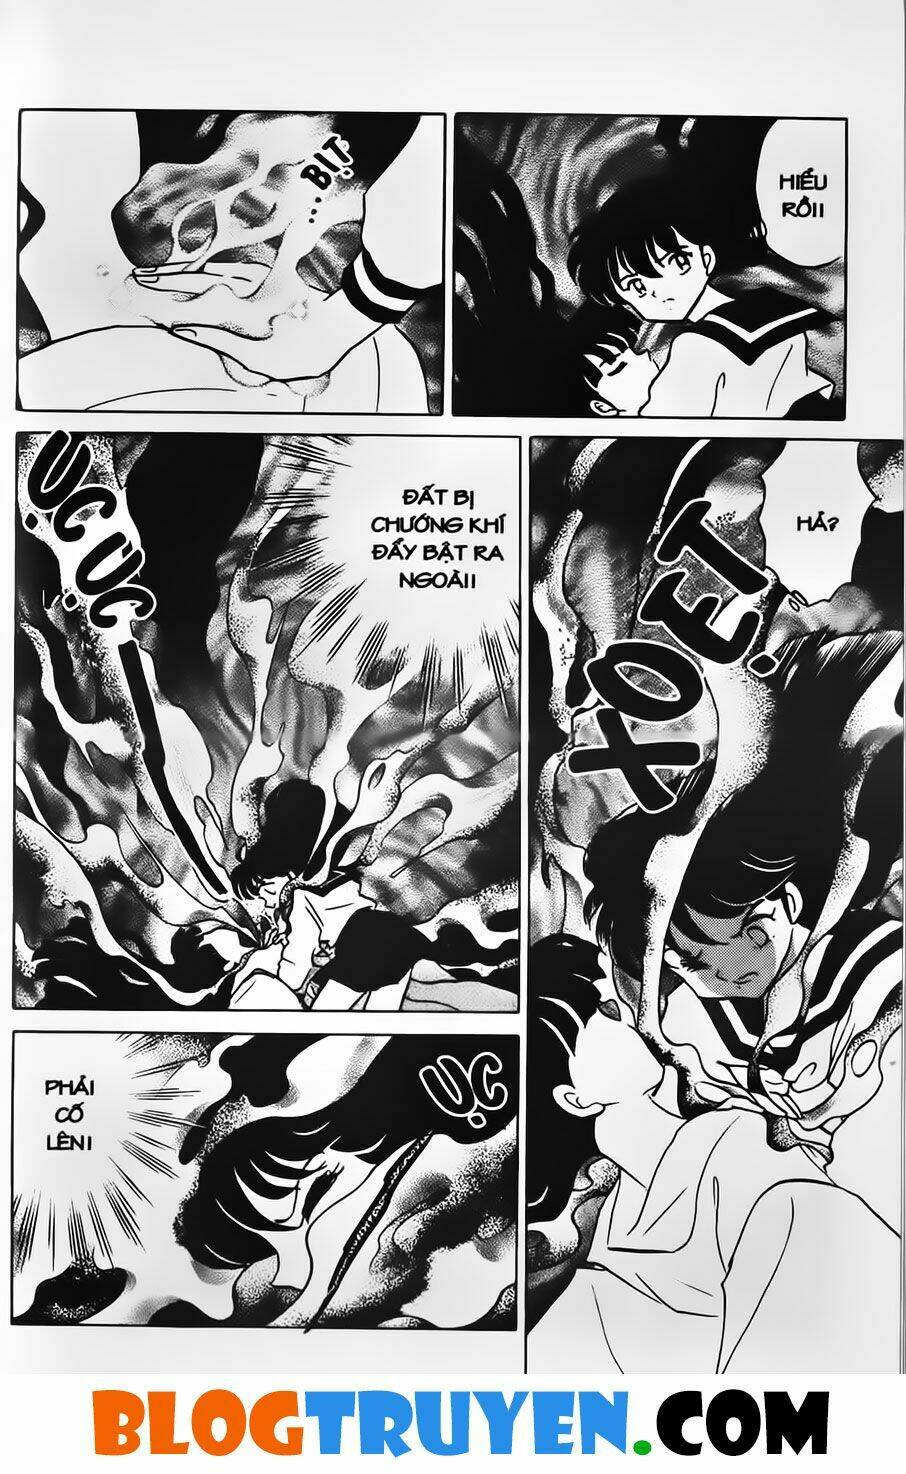 HIỂU
RỒI!
BỊT
...
HẢ?
XOẸT
ĐẤT BỊ
CHƯỚNG KHÍ
ĐẨY BẬT RA
NGOÀI!
ỤC ỤC
PHẢI
CỐ
LÊN!
ỤC
BLOGTRUYEN.COM